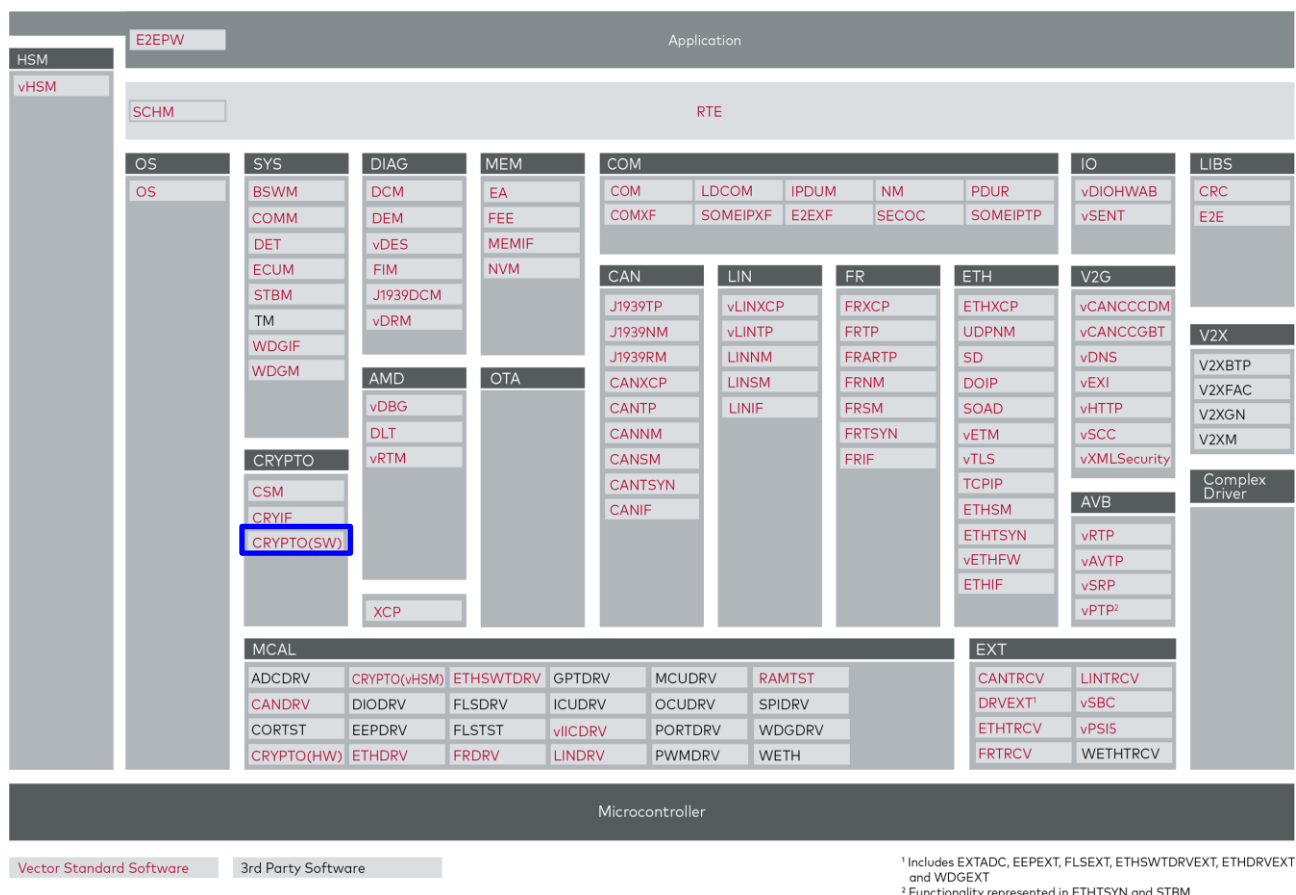 E2EPW
Application
HSM
vHSM
SCHM
RTE
OS
OS
SYS
BSWM
COMM
DET
ECUM
STBM
TM
WDGIF
WDGM
CRYPTO
CSM
CRYIF
CRYPTO(SW)
DIAG
DCM
DEM
vDES
FIM
J1939DCM
vDRM
AMD
vDBG
DLT
vRTM
XCP
MEM
EA
FEE
MEMIF
NVM
OTA
COM
COM LDCOM IPDUM NM PDUR
COMXF SOMEIPXF E2EXF SECOC SOMEIPTP
CAN
J1939TP
J1939NM
J1939RM
CANXCP
CANTP
CANNM
CANSM
CANTSYN
CANIF
LIN
vLINXCP
vLINTP
LINNM
LINSM
LINIF
FR
FRXCP
FRTP
FRARTP
FRNM
FRSM
FRTSYN
FRIF
ETH
ETHXCP
UDPNM
SD
DOIP
SOAD
vETM
vTLS
TCPIP
ETHSM
ETHTSYN
vETHFW
ETHIF
IO
vDIOHWAB
vSENT
V2G
vCANCCCDM
vCANCCGBT
vDNS
vEXI
vHTTP
vSCC
vXMLSecurity
AVB
vRTP
vAVTP
vSRP
vPTP²
LIBS
CRC
E2E
V2X
V2XBTP
V2XFAC
V2XGN
V2XM
Complex
Driver
MCAL
ADCDRV CRYPTO(vHSM) ETHSWTDRV GPTDRV MCUDRV RAMTST
CANDRV DIODRV FLSDRV ICUDRV OCUDRV SPIDRV
CORTST EEPDRV FLSTST vIICDRV PORTDRV WDGDRV
CRYPTO(HW) ETHDRV FRDRV LINDRV PWMDRV WETH
EXT
CANTRCV LINTRCV
DRVEXT¹ vSBC
ETHTRCV vPSI5
FRTRCV WETHTRCV
Microcontroller
Vector Standard Software
3rd Party Software
¹ Includes EXTADC, EEPEXT, FLSEXT, ETHSWTDRVEXT, ETHDRVEXT
and WDGEXT
² Functionality represented in ETHTSYN and STBM